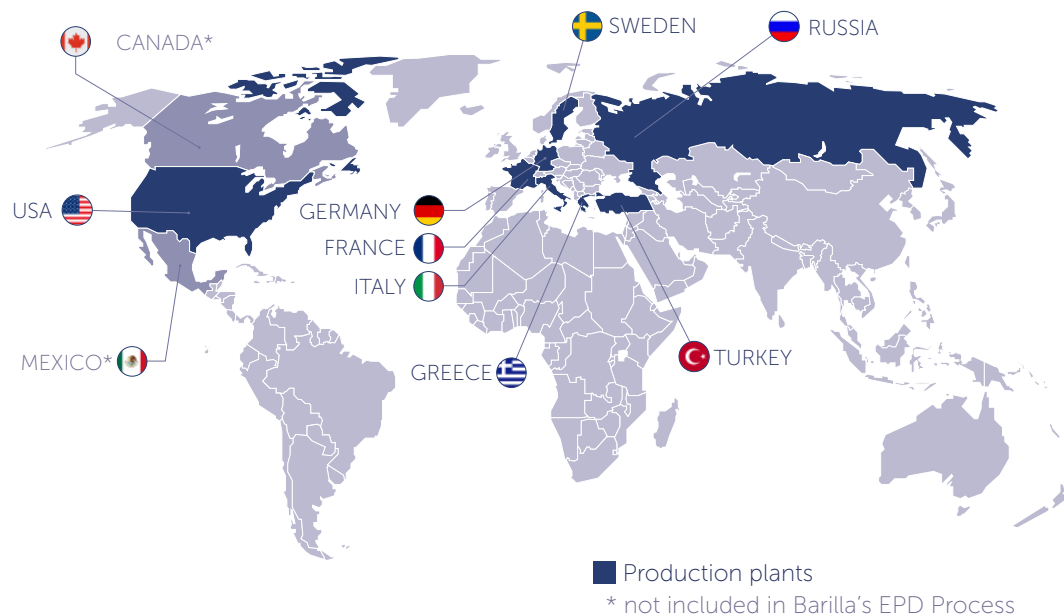 CANADA*
SWEDEN
RUSSIA
USA
GERMANY
FRANCE
ITALY
MEXICO*
GREECE
TURKEY
Production plants
* not included in Barilla's EPD Process